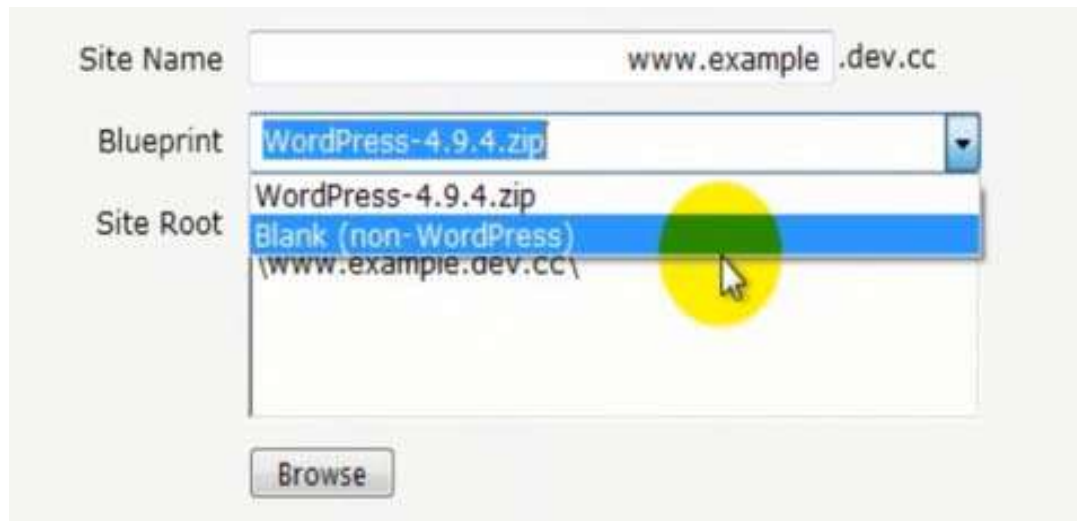 Site Name www.example .dev.cc
Blueprint WordPress-4.9.4.zip
WordPress-4.9.4.zip
Site Root
Blank (non-WordPress)
\www.example.dev.cc\
Browse